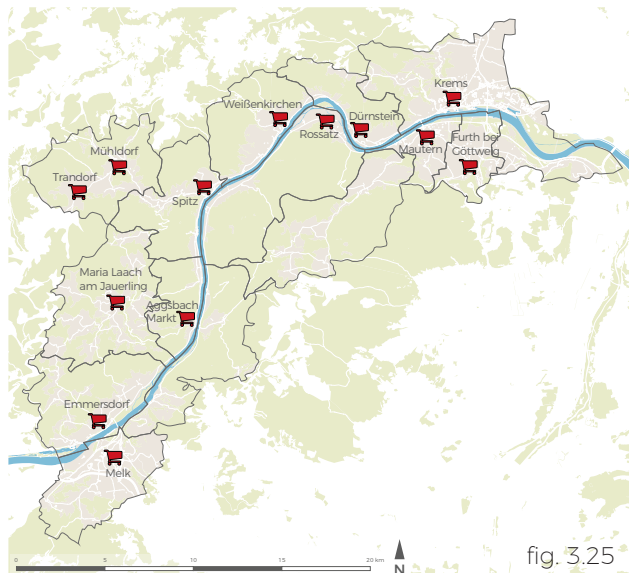 Krems
Weißenkirchen
Dürnstein
Rossatz
Mautern
Furth bei
Göttweig
Mühldorf
Trandorf
Spitz
Maria Laach
am Jauerling
Aggsbach
Markt
Emmersdorf
Melk
0 5 10 15 20 km
N
fig. 3.25